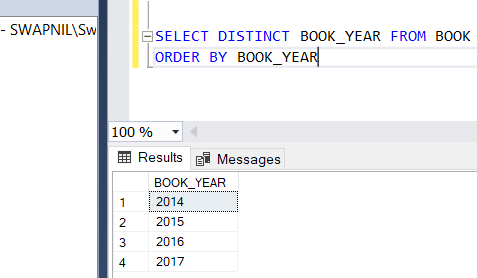 - SWAPNIL\Sw
SELECT DISTINCT BOOK_YEAR FROM BOOK
ORDER BY BOOK_YEAR
100 %
Results Messages
BOOK_YEAR
1 2014
2 2015
3 2016
4 2017